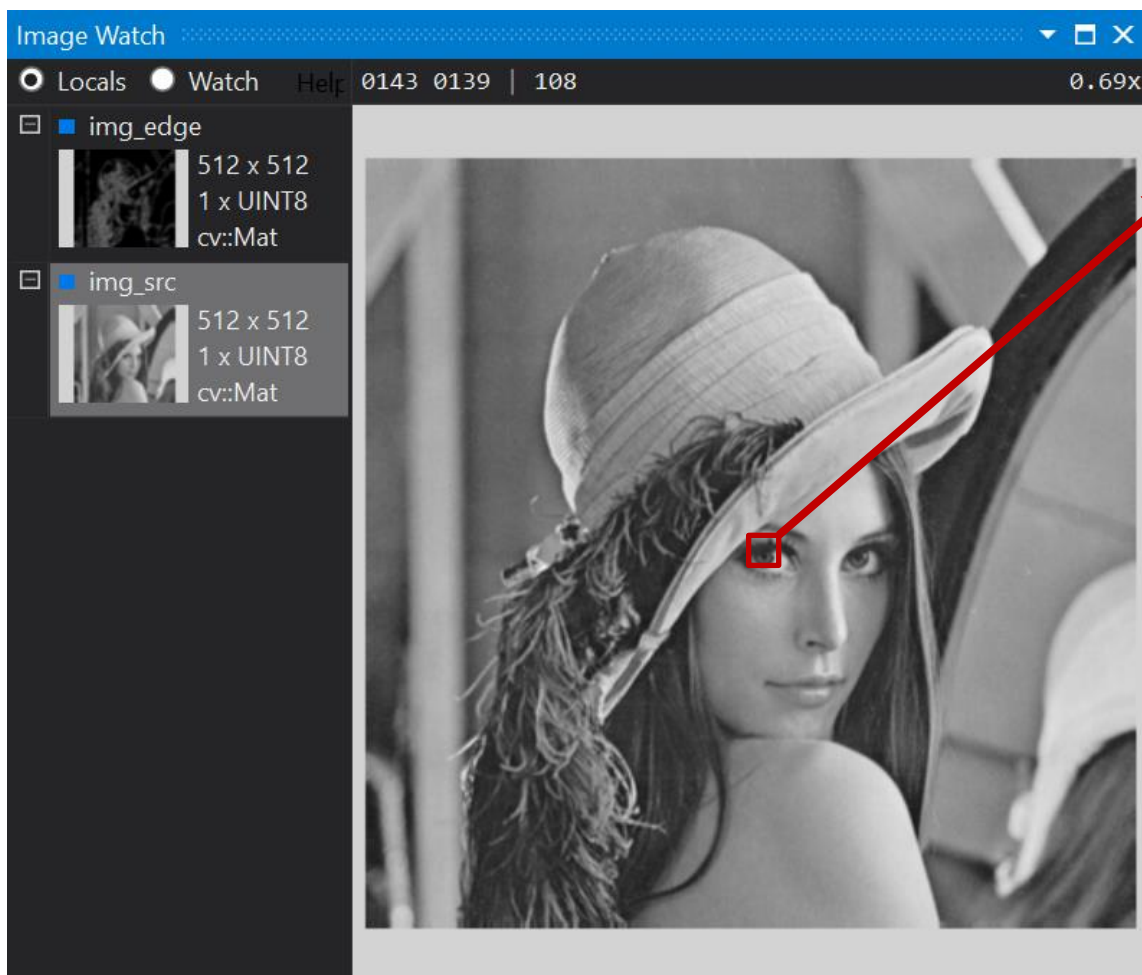 Image Watch
Locals Watch Help 0143 0139 | 108 0.69x
img_edge
512 x 512
1 x UINT8
cv::Mat
img_src
512 x 512
1 x UINT8
cv::Mat